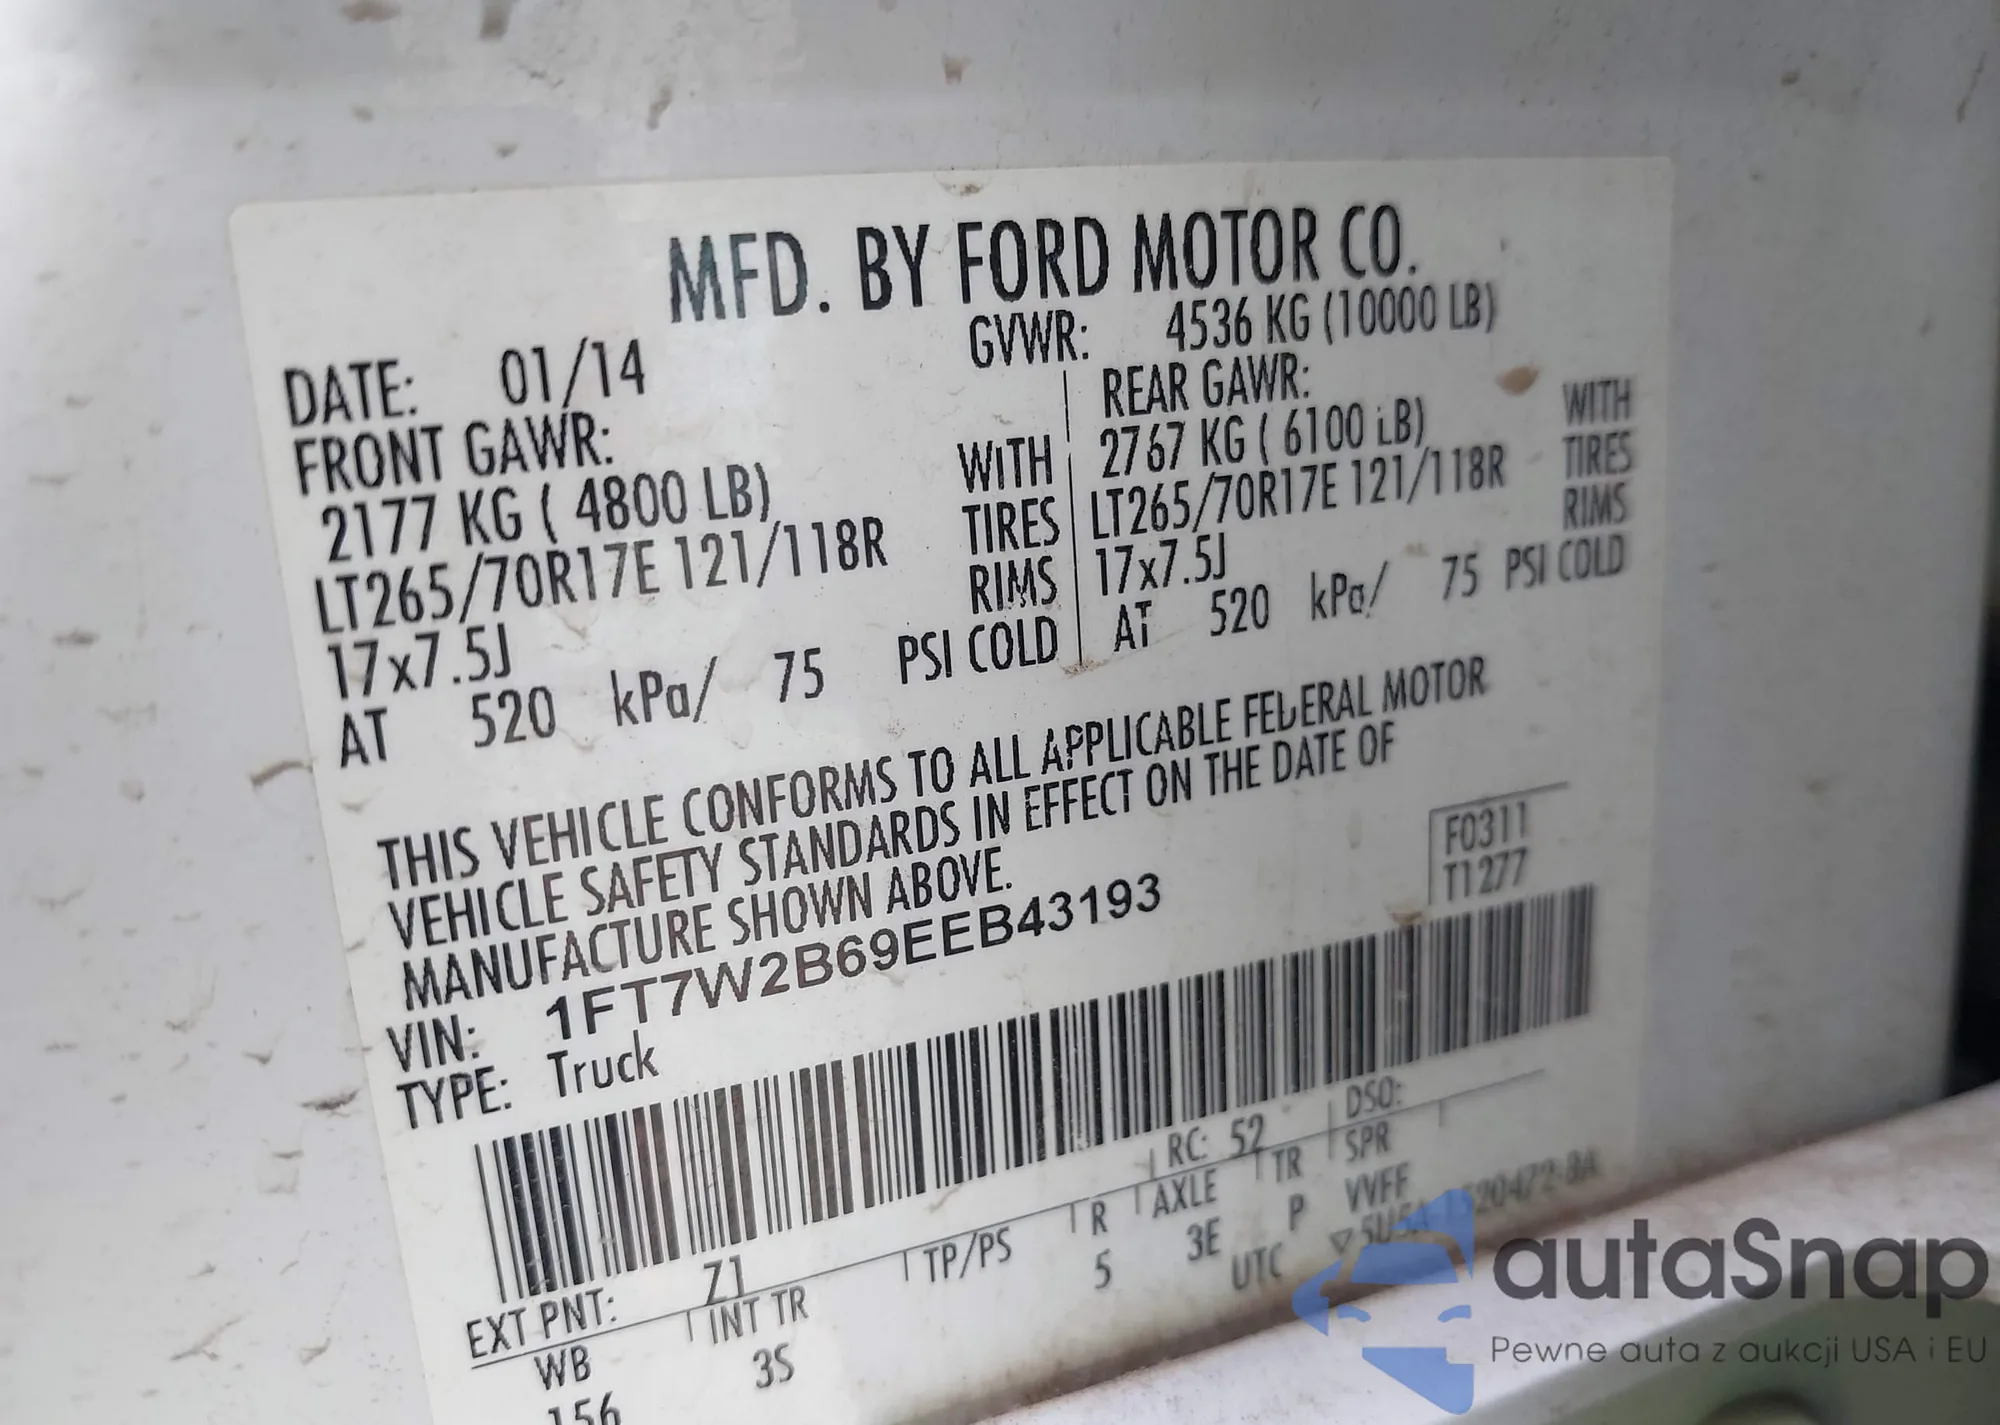 MFD. BY FORD MOTOR CO.
DATE: 01/14 GVWR: 4536 KG (10000 LB)
FRONT GAWR: REAR GAWR:
2177 KG ( 4800 LB) WITH 2767 KG ( 6100 LB) WITH
LT265/70R17E 121/118R TIRES LT265/70R17E 121/118R TIRES
17x7.5J RIMS 17x7.5J RIMS
AT 520 kPa/ 75 PSI COLD AT 520 kPa/ 75 PSI COLD
THIS VEHICLE CONFORMS TO ALL APPLICABLE FEDERAL MOTOR
VEHICLE SAFETY STANDARDS IN EFFECT ON THE DATE OF
MANUFACTURE SHOWN ABOVE.
F0311
T1277
VIN: 1FT7W2B69EEB43193
TYPE: Truck
EXT PNT: Z1 RC: 52 DSO:
WB INT TR TP/PS R AXLE TR SPR
156 3S 5 3E P VVFF
UTC
autaSnap
Pewne auta z aukcji USA i EU